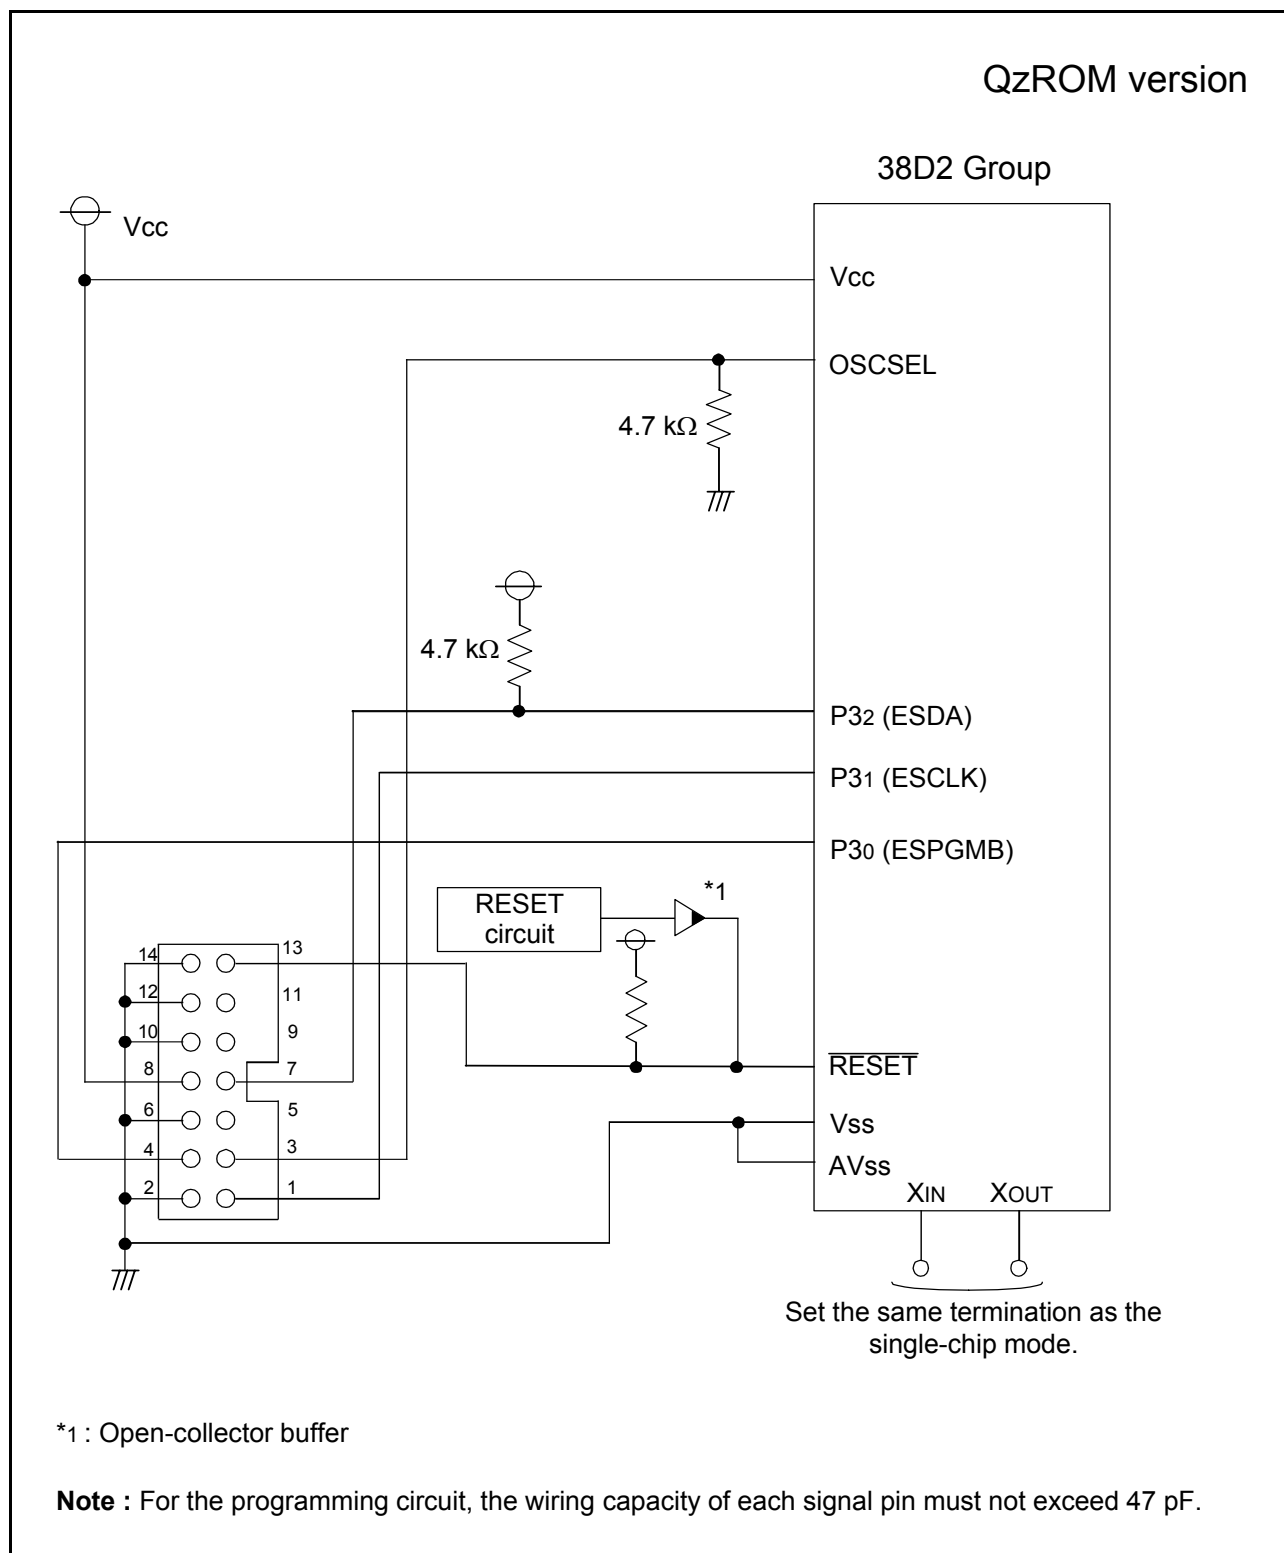 QzROM version
38D2 Group
Vcc
Vcc
OSCSEL
4.7 kΩ
4.7 kΩ
P32 (ESDA)
P31 (ESCLK)
P30 (ESPGMB)
*1
RESET
circuit
14
13
12
11
10
9
8
7
6
5
4
3
2
1
RESET
Vss
AVss
XIN
XOUT
Set the same termination as the
single-chip mode.
*1 : Open-collector buffer
Note : For the programming circuit, the wiring capacity of each signal pin must not exceed 47 pF.